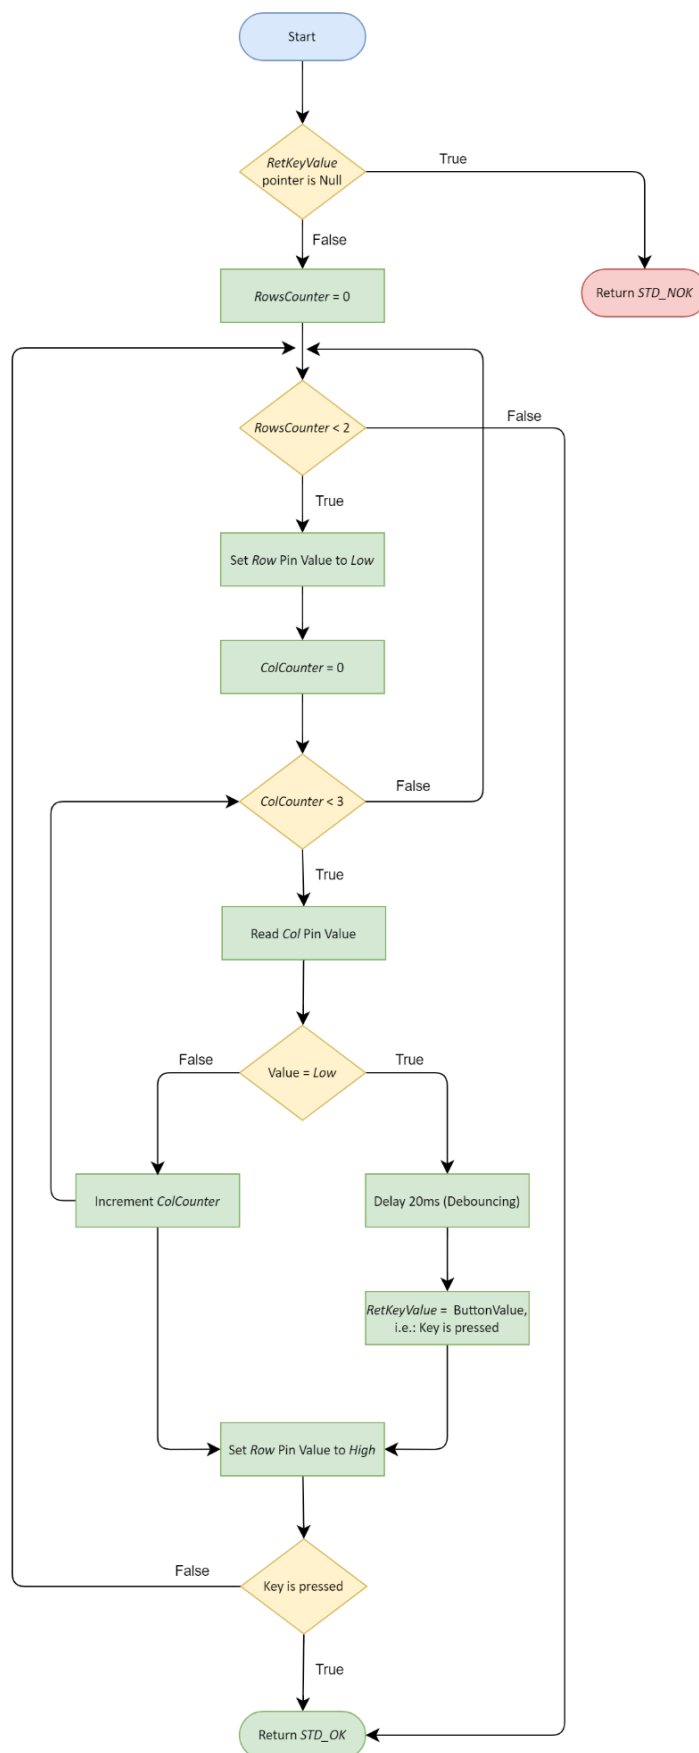 Start
RetKeyValue
pointer is Null
True
False
RowsCounter = 0
Return STD_NOK
RowsCounter < 2
False
True
Set Row Pin Value to Low
ColCounter = 0
ColCounter < 3
False
True
Read Col Pin Value
False
Value = Low
True
Increment ColCounter
Delay 20ms (Debouncing)
RetKeyValue = ButtonValue,
i.e.: Key is pressed
Set Row Pin Value to High
False
Key is pressed
True
Return STD_OK